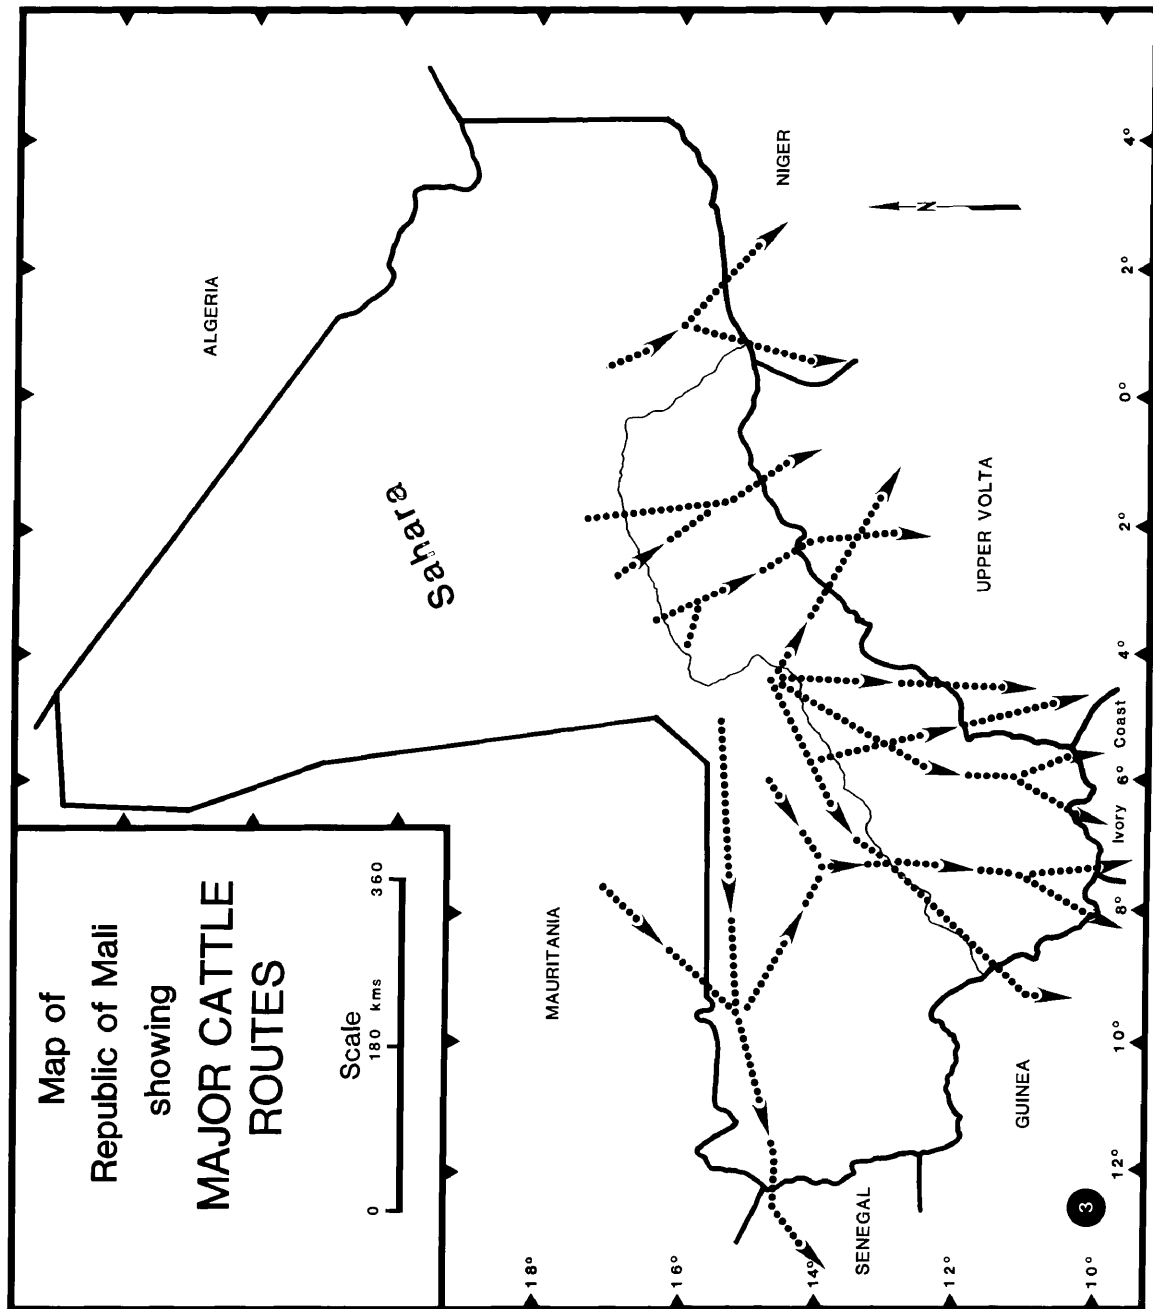 Map of
Republic of Mali
showing
MAJOR CATTLE
ROUTES
Scale
0 180 kms 360
ALGERIA
Sahara
MAURITANIA
NIGER
N
UPPER VOLTA
SENEGAL
GUINEA
Ivory Coast
18°
16°
14°
12°
10°
12° 10° 8° 6° 4° 2° 0° 2° 4°
3